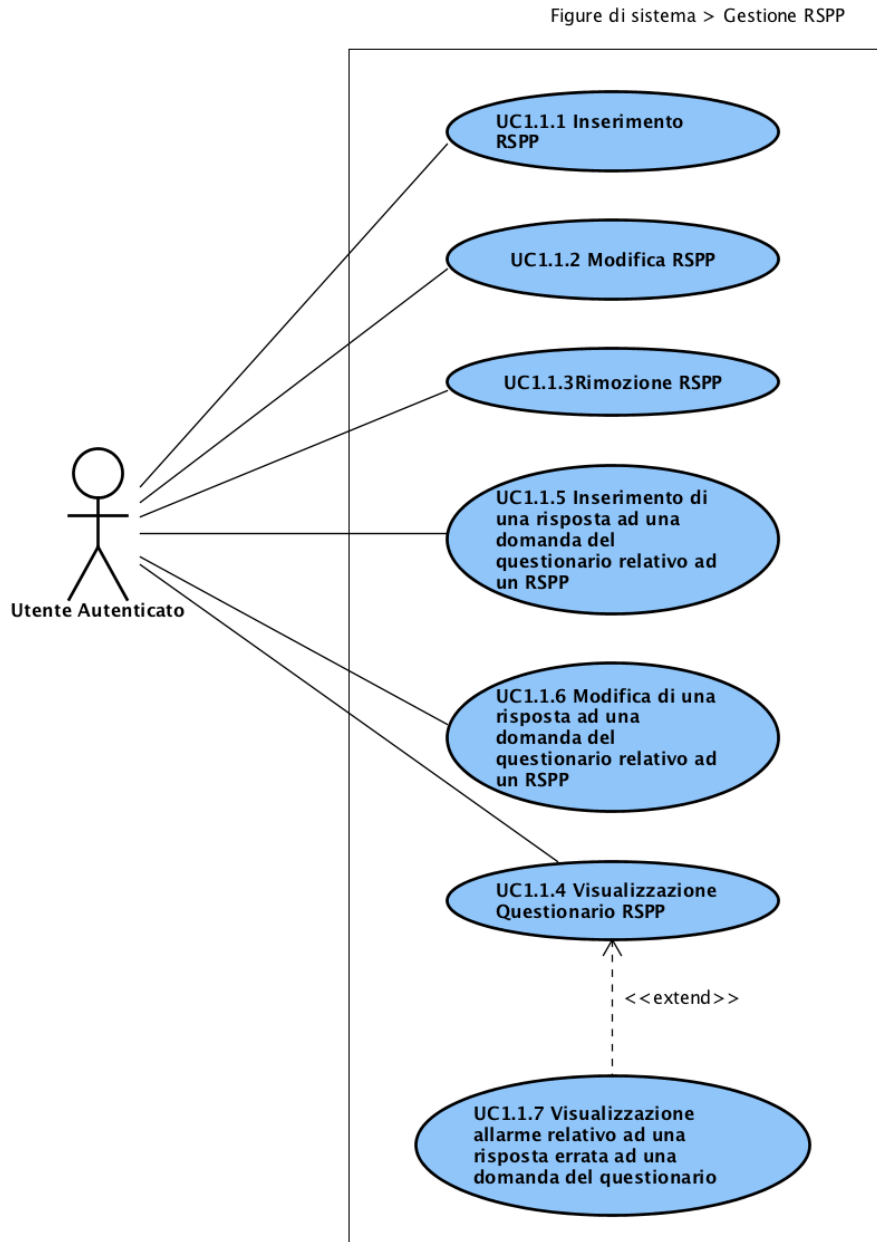 Figure di sistema > Gestione RSPP
UC1.1.1 Inserimento
RSPP
UC1.1.2 Modifica RSPP
UC1.1.3Rimozione RSPP
UC1.1.5 Inserimento di
una risposta ad una
domanda del
questionario relativo ad
un RSPP
Utente Autenticato
UC1.1.6 Modifica di una
risposta ad una
domanda del
questionario relativo ad
un RSPP
UC1.1.4 Visualizzazione
Questionario RSPP
<<extend>>
UC1.1.7 Visualizzazione
allarme relativo ad una
risposta errata ad una
domanda del questionario